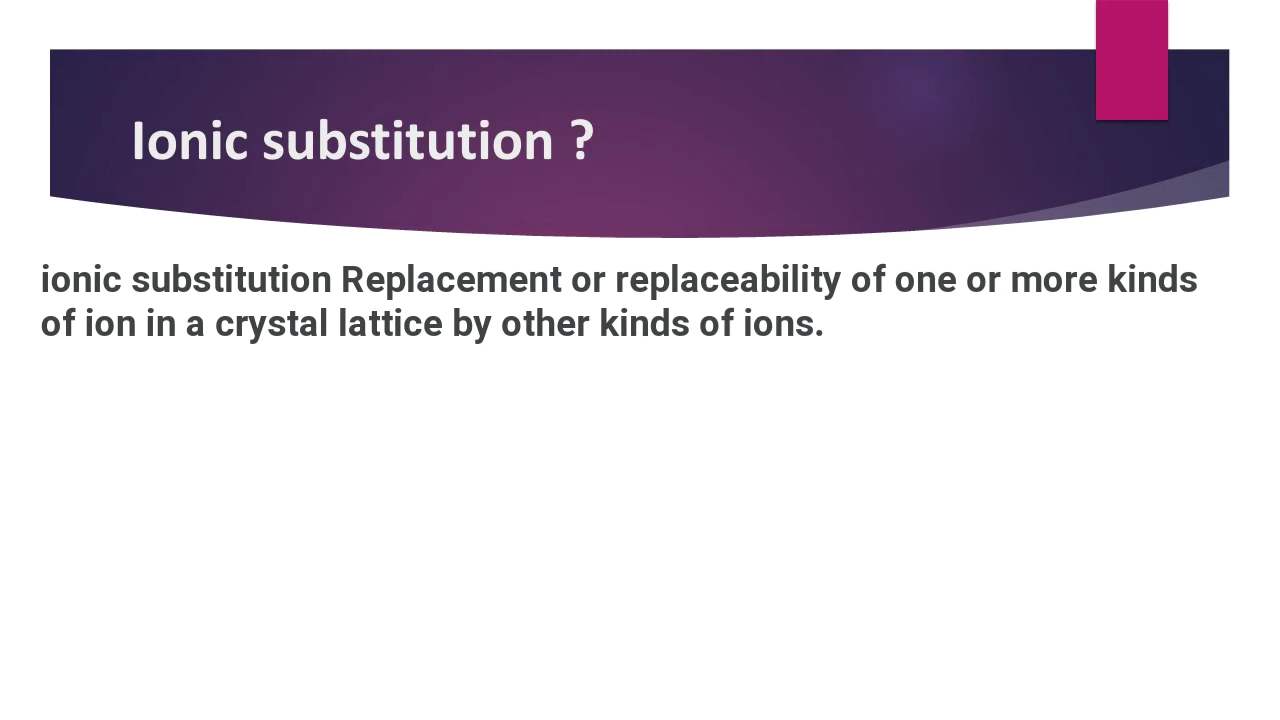 Ionic substitution ?
ionic substitution Replacement or replaceability of one or more kinds
of ion in a crystal lattice by other kinds of ions.